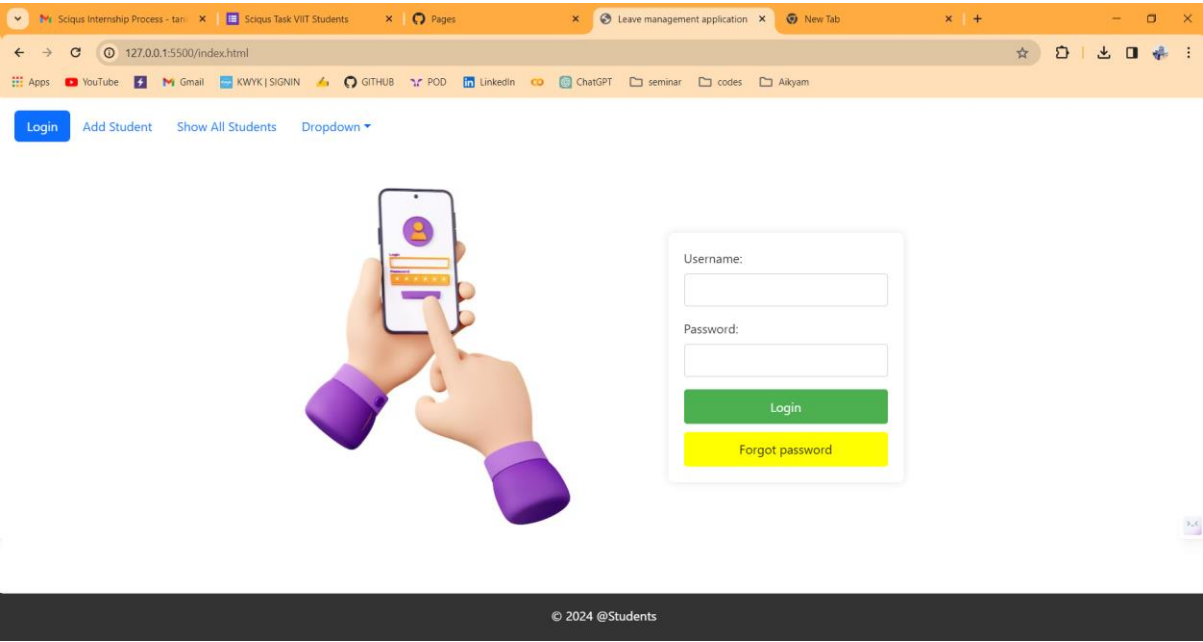 Sciqus Internship Process - tan
Sciqus Task VIIT Students
Pages
Leave management application
New Tab
127.0.0.1:5500/index.html
Apps YouTube Gmail KWYK | SIGNIN GITHUB POD LinkedIn ChatGPT seminar codes Aikyam
Login Add Student Show All Students Dropdown
Login
Password
Username:
Password:
Login
Forgot password
© 2024 @Students